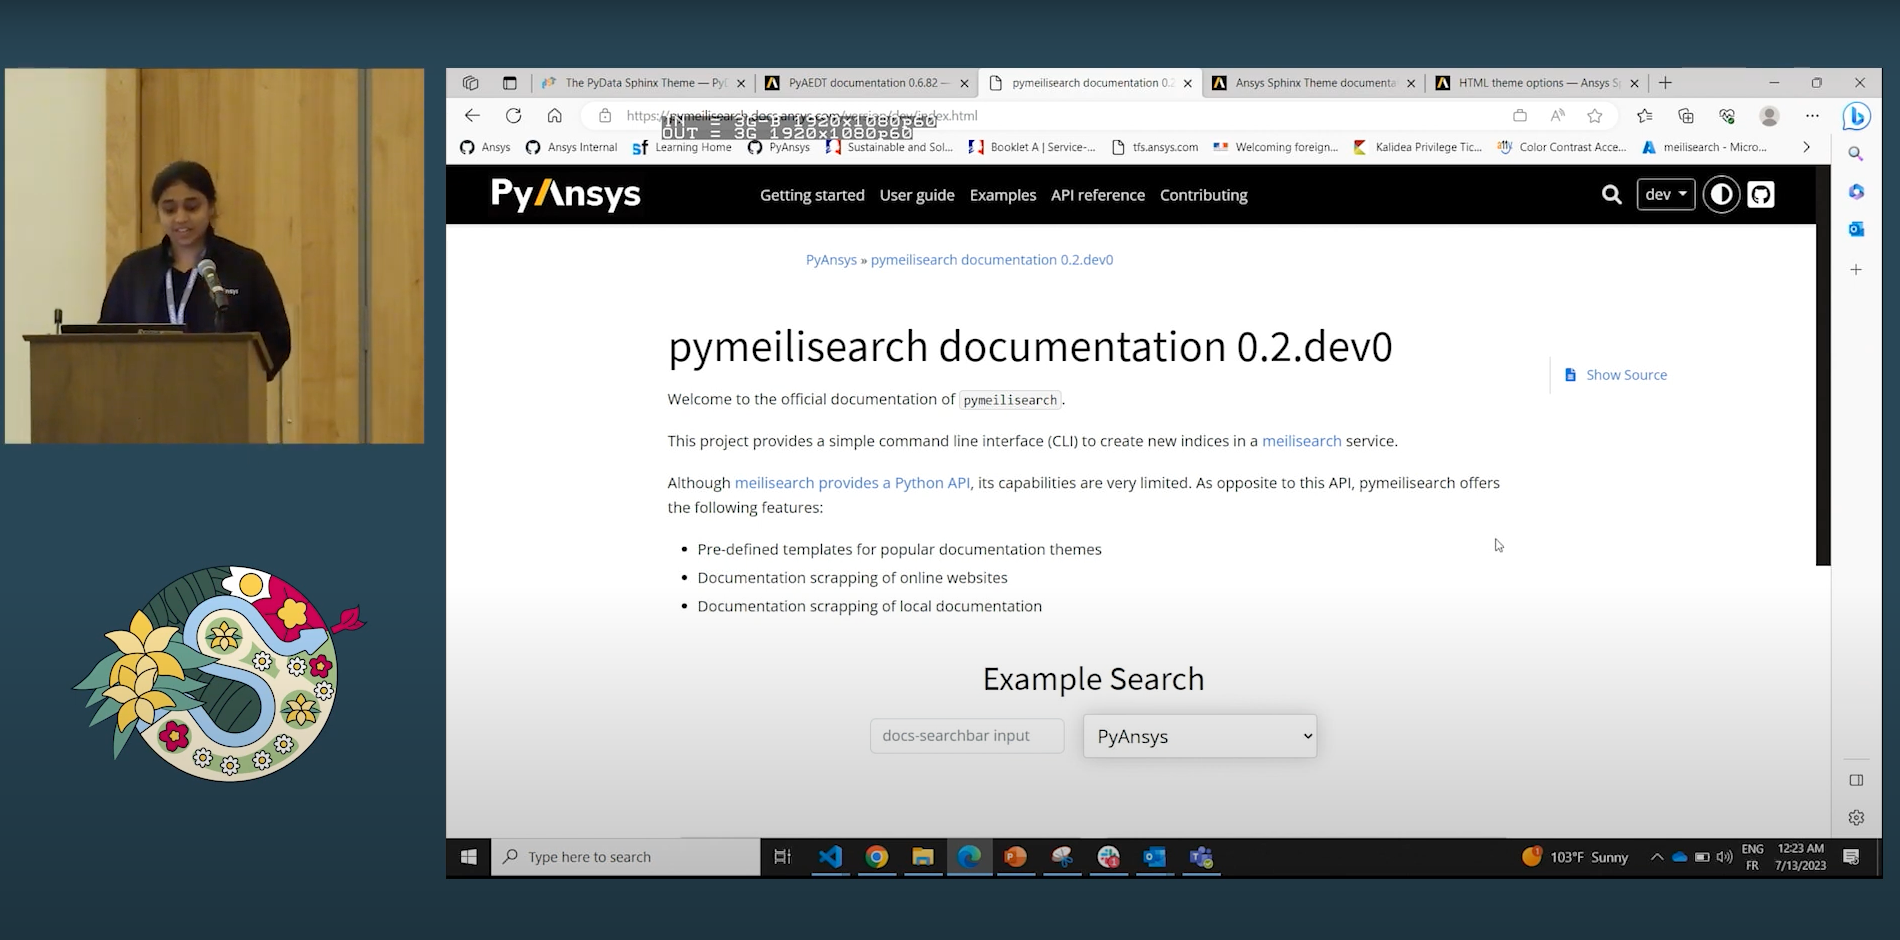 The PyData Sphinx Theme — PyD
PyAEDT documentation 0.6.82 —
pymeilisearch documentation 0.2
Ansys Sphinx Theme documenta
HTML theme options — Ansys S
https://pymeilisearch.docs.ansys.com/version/dev/index.html
IN = 3G-B 1920x1080p60
OUT = 3G 1920x1080p60
Ansys
Ansys Internal
Learning Home
PyAnsys
Sustainable and Sol...
Booklet A | Service-...
tfs.ansys.com
Welcoming foreign...
Kalidea Privilege Tic...
Color Contrast Acce...
meilisearch - Micro...
PyAnsys
Getting started User guide Examples API reference Contributing
dev
PyAnsys » pymeilisearch documentation 0.2.dev0
pymeilisearch documentation 0.2.dev0
Show Source
Welcome to the official documentation of pymeilisearch.
This project provides a simple command line interface (CLI) to create new indices in a meilisearch service.
Although meilisearch provides a Python API, its capabilities are very limited. As opposite to this API, pymeilisearch offers
the following features:
Pre-defined templates for popular documentation themes
Documentation scrapping of online websites
Documentation scrapping of local documentation
Example Search
docs-searchbar input
PyAnsys
Type here to search
103°F Sunny
ENG
FR
12:23 AM
7/13/2023